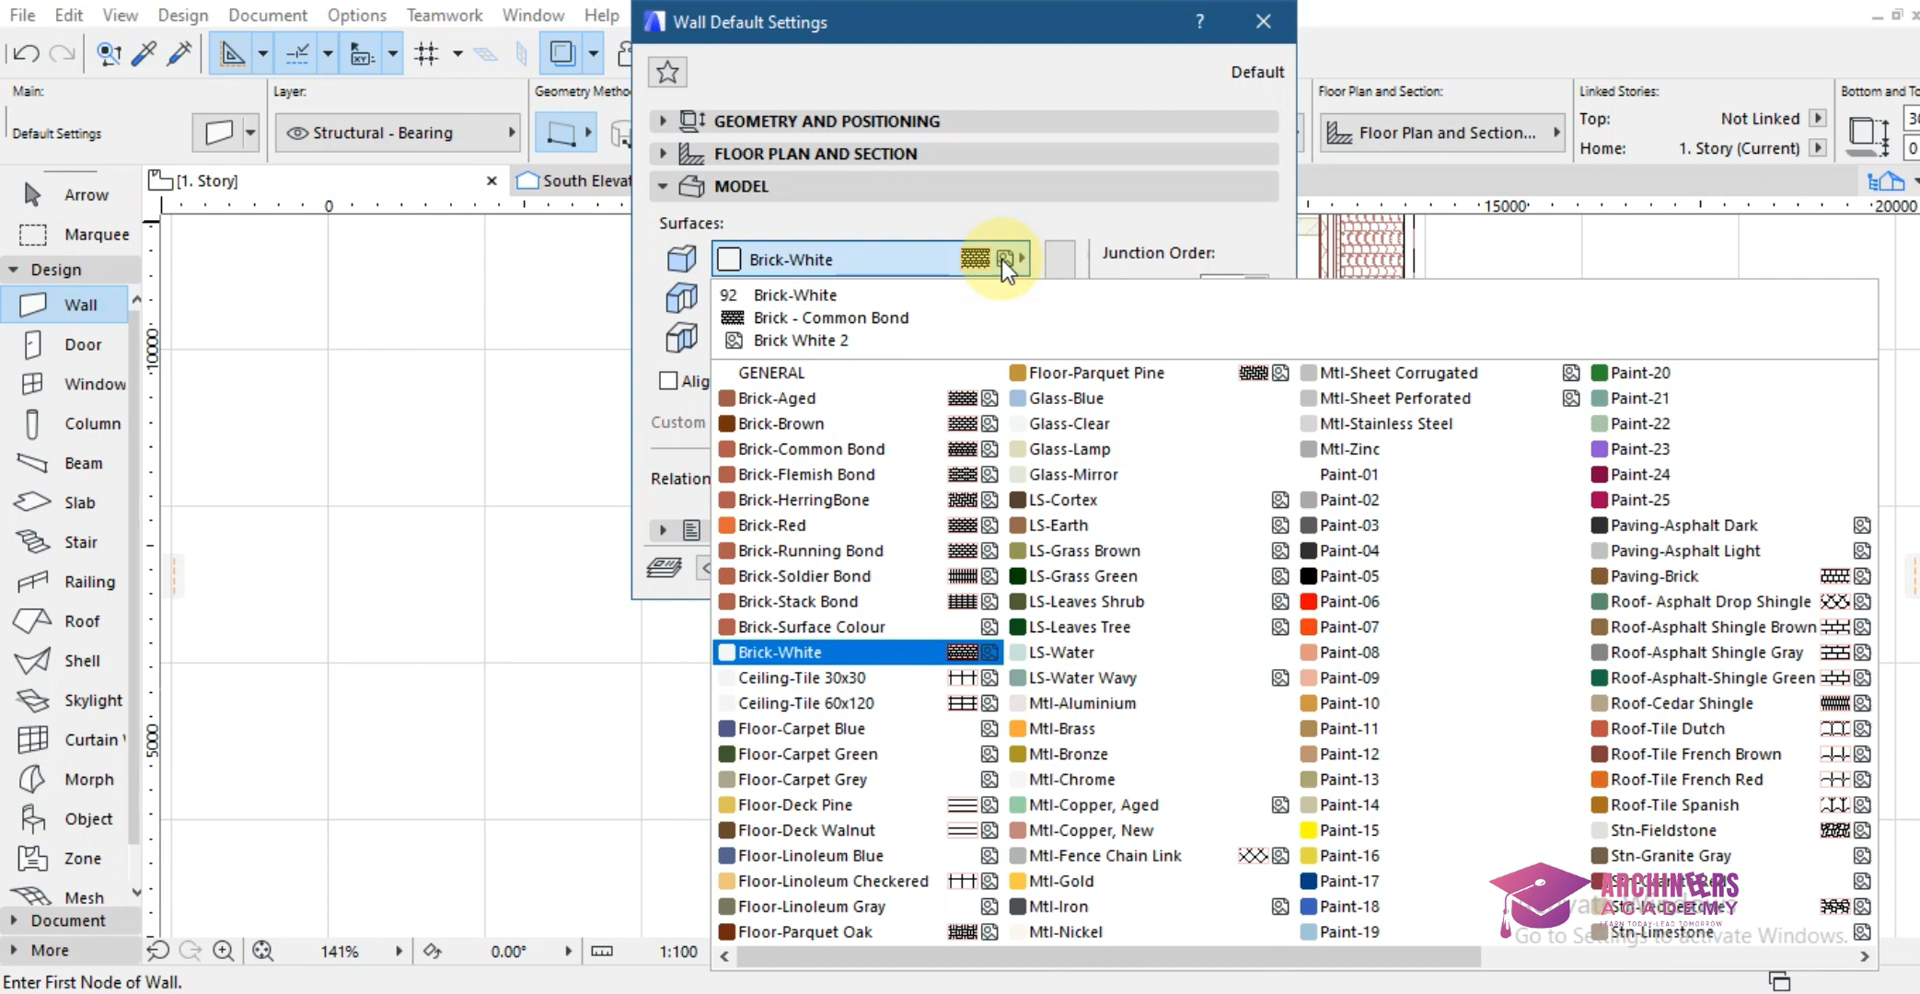 File Edit View Design Document Options Teamwork Window Help
Wall Default Settings
?
Default
Main:
Default Settings
Layer:
Structural - Bearing
Geometry Metho
Floor Plan and Section:
Floor Plan and Section...
Linked Stories:
Top: Not Linked
Home: 1. Story (Current)
Bottom and To
0
GEOMETRY AND POSITIONING
FLOOR PLAN AND SECTION
MODEL
[1. Story]
South Elevat
0
15000
20000
10000
5000
Arrow
Marquee
Design
Wall
Door
Window
Column
Beam
Slab
Stair
Railing
Roof
Shell
Skylight
Curtain
Morph
Object
Zone
Mesh
Document
More
Surfaces:
Brick-White
Junction Order:
Alig
Custom
Relation
92 Brick-White
Brick - Common Bond
Brick White 2
GENERAL
Brick-Aged
Brick-Brown
Brick-Common Bond
Brick-Flemish Bond
Brick-HerringBone
Brick-Red
Brick-Running Bond
Brick-Soldier Bond
Brick-Stack Bond
Brick-Surface Colour
Brick-White
Ceiling-Tile 30x30
Ceiling-Tile 60x120
Floor-Carpet Blue
Floor-Carpet Green
Floor-Carpet Grey
Floor-Deck Pine
Floor-Deck Walnut
Floor-Linoleum Blue
Floor-Linoleum Checkered
Floor-Linoleum Gray
Floor-Parquet Oak
Floor-Parquet Pine
Glass-Blue
Glass-Clear
Glass-Lamp
Glass-Mirror
LS-Cortex
LS-Earth
LS-Grass Brown
LS-Grass Green
LS-Leaves Shrub
LS-Leaves Tree
LS-Water
LS-Water Wavy
Mtl-Aluminium
Mtl-Brass
Mtl-Bronze
Mtl-Chrome
Mtl-Copper, Aged
Mtl-Copper, New
Mtl-Fence Chain Link
Mtl-Gold
Mtl-Iron
Mtl-Nickel
Mtl-Sheet Corrugated
Mtl-Sheet Perforated
Mtl-Stainless Steel
Mtl-Zinc
Paint-01
Paint-02
Paint-03
Paint-04
Paint-05
Paint-06
Paint-07
Paint-08
Paint-09
Paint-10
Paint-11
Paint-12
Paint-13
Paint-14
Paint-15
Paint-16
Paint-17
Paint-18
Paint-19
Paint-20
Paint-21
Paint-22
Paint-23
Paint-24
Paint-25
Paving-Asphalt Dark
Paving-Asphalt Light
Paving-Brick
Roof- Asphalt Drop Shingle
Roof-Asphalt Shingle Brown
Roof-Asphalt Shingle Gray
Roof-Asphalt-Shingle Green
Roof-Cedar Shingle
Roof-Tile Dutch
Roof-Tile French Brown
Roof-Tile French Red
Roof-Tile Spanish
Stn-Fieldstone
Stn-Granite Gray
Stn-Limestone
ARCHINEERS
ACADEMY
LEARN TODAY-LEAD TOMORROW
Go to Settings to activate Windows.
141%
0.00°
1:100
Enter First Node of Wall.